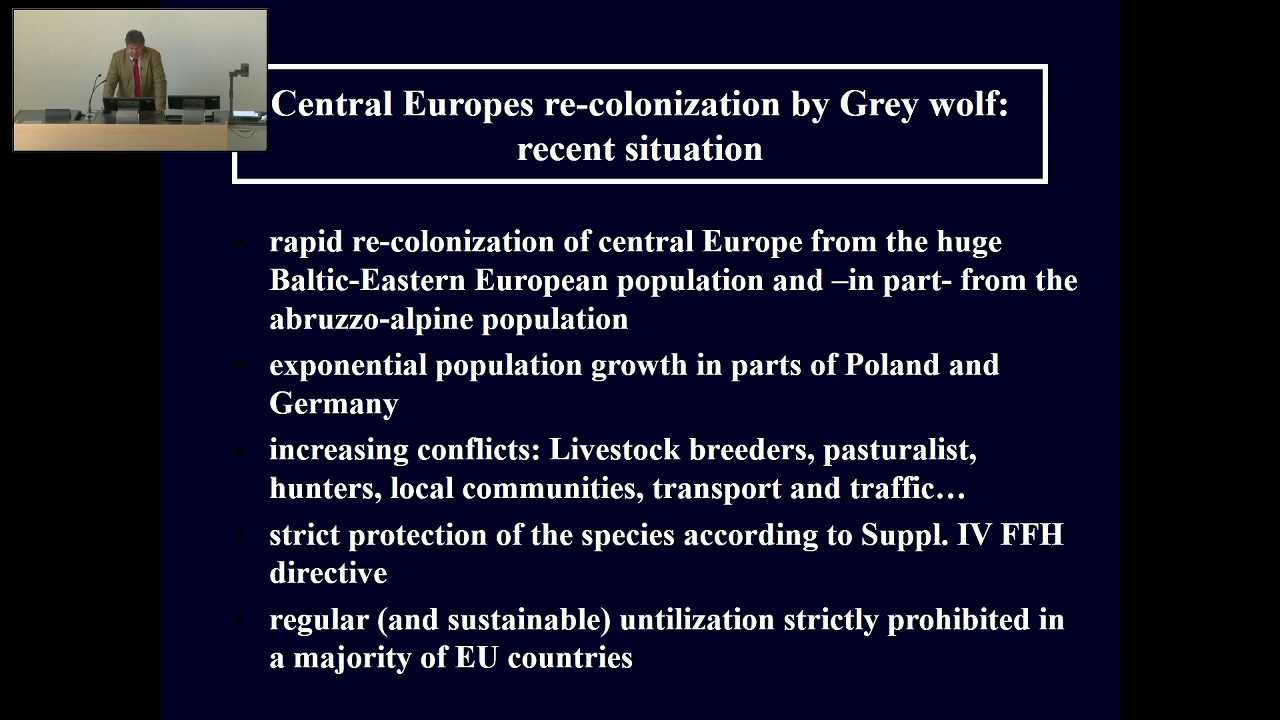 Central Europes re-colonization by Grey wolf:
recent situation
rapid re-colonization of central Europe from the huge
Baltic-Eastern European population and –in part- from the
abruzzo-alpine population
exponential population growth in parts of Poland and
Germany
increasing conflicts: Livestock breeders, pasturalist,
hunters, local communities, transport and traffic…
strict protection of the species according to Suppl. IV FFH
directive
regular (and sustainable) untilization strictly prohibited in
a majority of EU countries